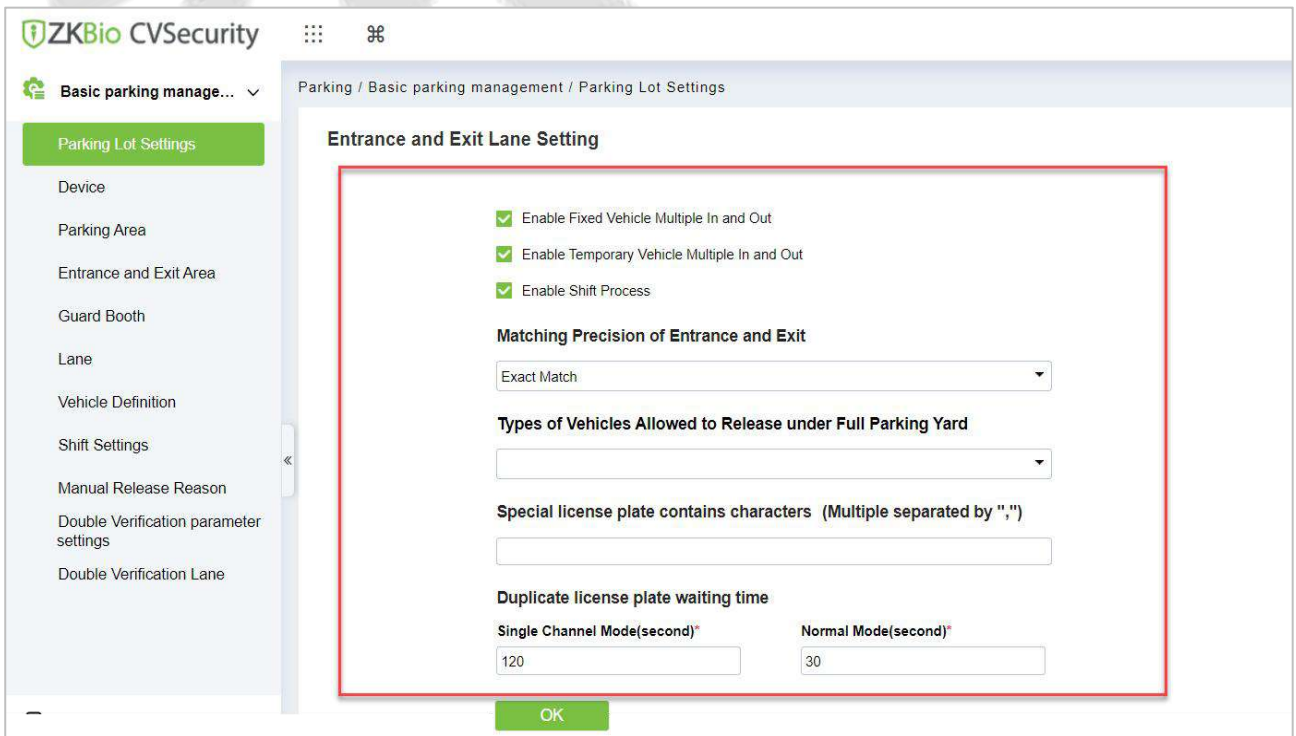 ZKBio CVSecurity
Basic parking manage...
Parking / Basic parking management / Parking Lot Settings
Parking Lot Settings
Device
Parking Area
Entrance and Exit Area
Guard Booth
Lane
Vehicle Definition
Shift Settings
Manual Release Reason
Double Verification parameter
settings
Double Verification Lane
Entrance and Exit Lane Setting
Enable Fixed Vehicle Multiple In and Out
Enable Temporary Vehicle Multiple In and Out
Enable Shift Process
Matching Precision of Entrance and Exit
Exact Match
Types of Vehicles Allowed to Release under Full Parking Yard
Special license plate contains characters (Multiple separated by ",")
Duplicate license plate waiting time
Single Channel Mode(second)* Normal Mode(second)*
120 30
OK